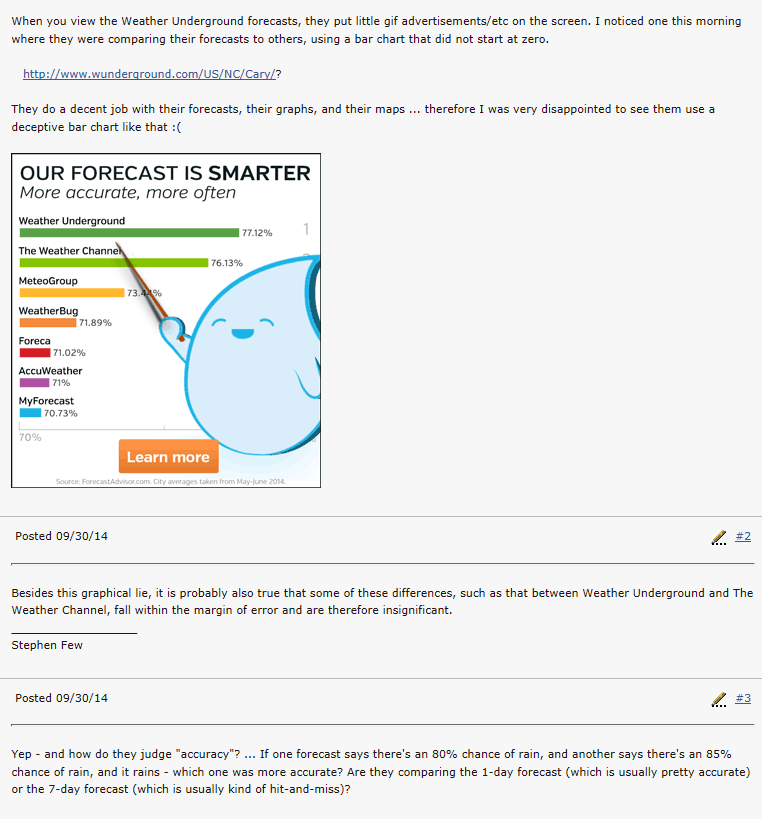 When you view the Weather Underground forecasts, they put little gif advertisements/etc on the screen. I noticed one this morning
where they were comparing their forecasts to others, using a bar chart that did not start at zero.
http://www.wunderground.com/US/NC/Cary/?
They do a decent job with their forecasts, their graphs, and their maps ... therefore I was very disappointed to see them use a
deceptive bar chart like that :(
OUR FORECAST IS SMARTER
More accurate, more often
Weather Underground
77.12%
1
The Weather Channel
76.13%
MeteoGroup
73.44%
WeatherBug
71.89%
Foreca
71.02%
AccuWeather
71%
MyForecast
70.73%
70%
Learn more
Source: ForecastAdvisor.com. City averages taken from May-June 2014.
Posted 09/30/14
#2
Besides this graphical lie, it is probably also true that some of these differences, such as that between Weather Underground and The
Weather Channel, fall within the margin of error and are therefore insignificant.
Stephen Few
Posted 09/30/14
#3
Yep - and how do they judge "accuracy"? ... If one forecast says there's an 80% chance of rain, and another says there's an 85%
chance of rain, and it rains - which one was more accurate? Are they comparing the 1-day forecast (which is usually pretty accurate)
or the 7-day forecast (which is usually kind of hit-and-miss)?